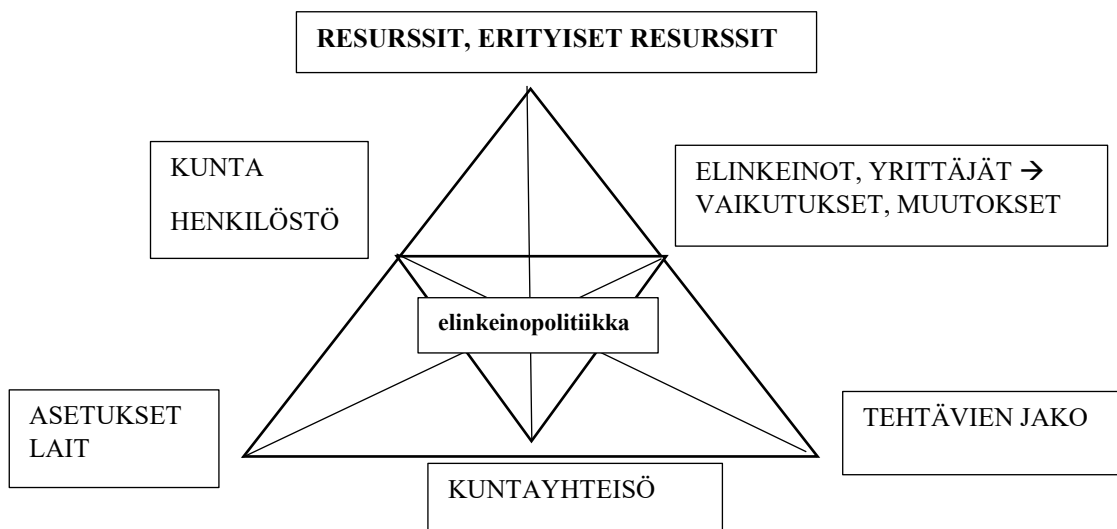 RESURSSIT, ERITYISET RESURSSIT
KUNTA
HENKILÖSTÖ
ELINKEINOT, YRITTÄJÄT →
VAIKUTUKSET, MUUTOKSET
elinkeinopolitiikka
ASETUKSET
LAIT
TEHTÄVIEN JAKO
KUNTAYHTEISÖ